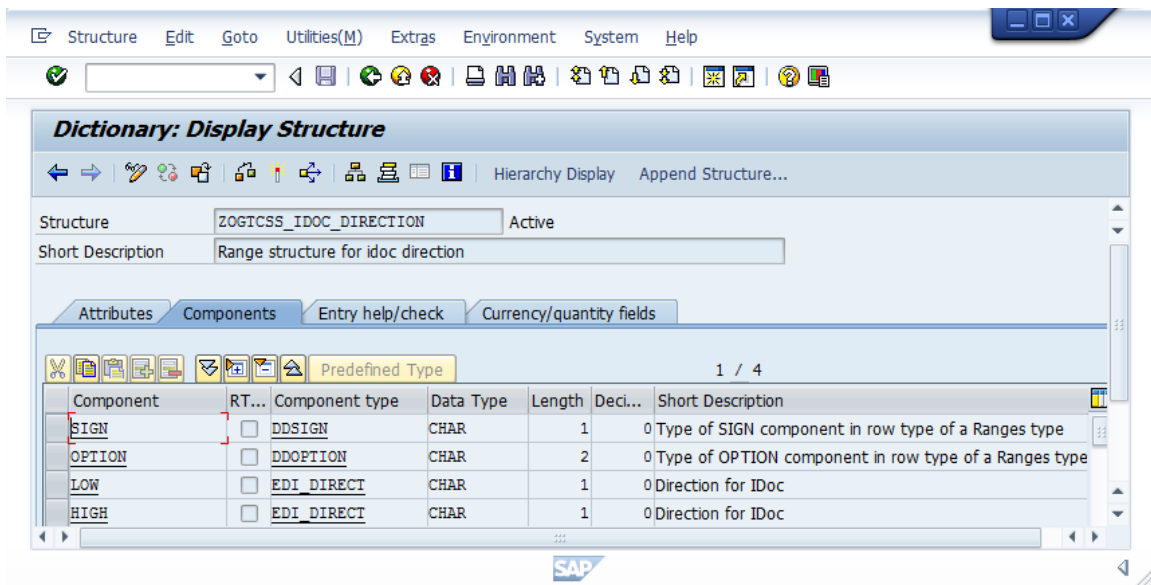 Structure Edit Goto Utilities(M) Extras Environment System Help
Dictionary: Display Structure
Hierarchy Display Append Structure...
Structure ZOGTCSS_IDOC_DIRECTION Active
Short Description Range structure for idoc direction
Attributes Components Entry help/check Currency/quantity fields
Predefined Type 1 / 4
Component RT... Component type Data Type Length Deci... Short Description
SIGN DDSIGN CHAR 1 0 Type of SIGN component in row type of a Ranges type
OPTION DDOPTION CHAR 2 0 Type of OPTION component in row type of a Ranges type
LOW EDI_DIRECT CHAR 1 0 Direction for IDoc
HIGH EDI_DIRECT CHAR 1 0 Direction for IDoc
SAP